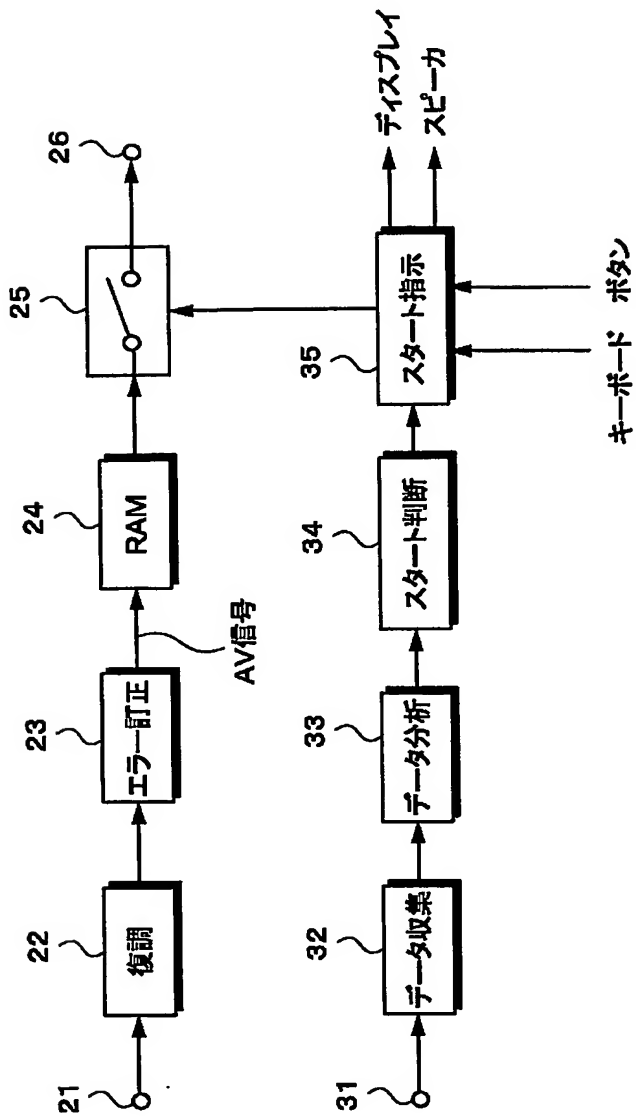 21
22
復調
23
エラー訂正
AV信号
24
RAM
25
26
31
32
データ収集
33
データ分析
34
スタート判断
35
スタート指示
ディスプレイ
スピーカ
キーボード
ボタン